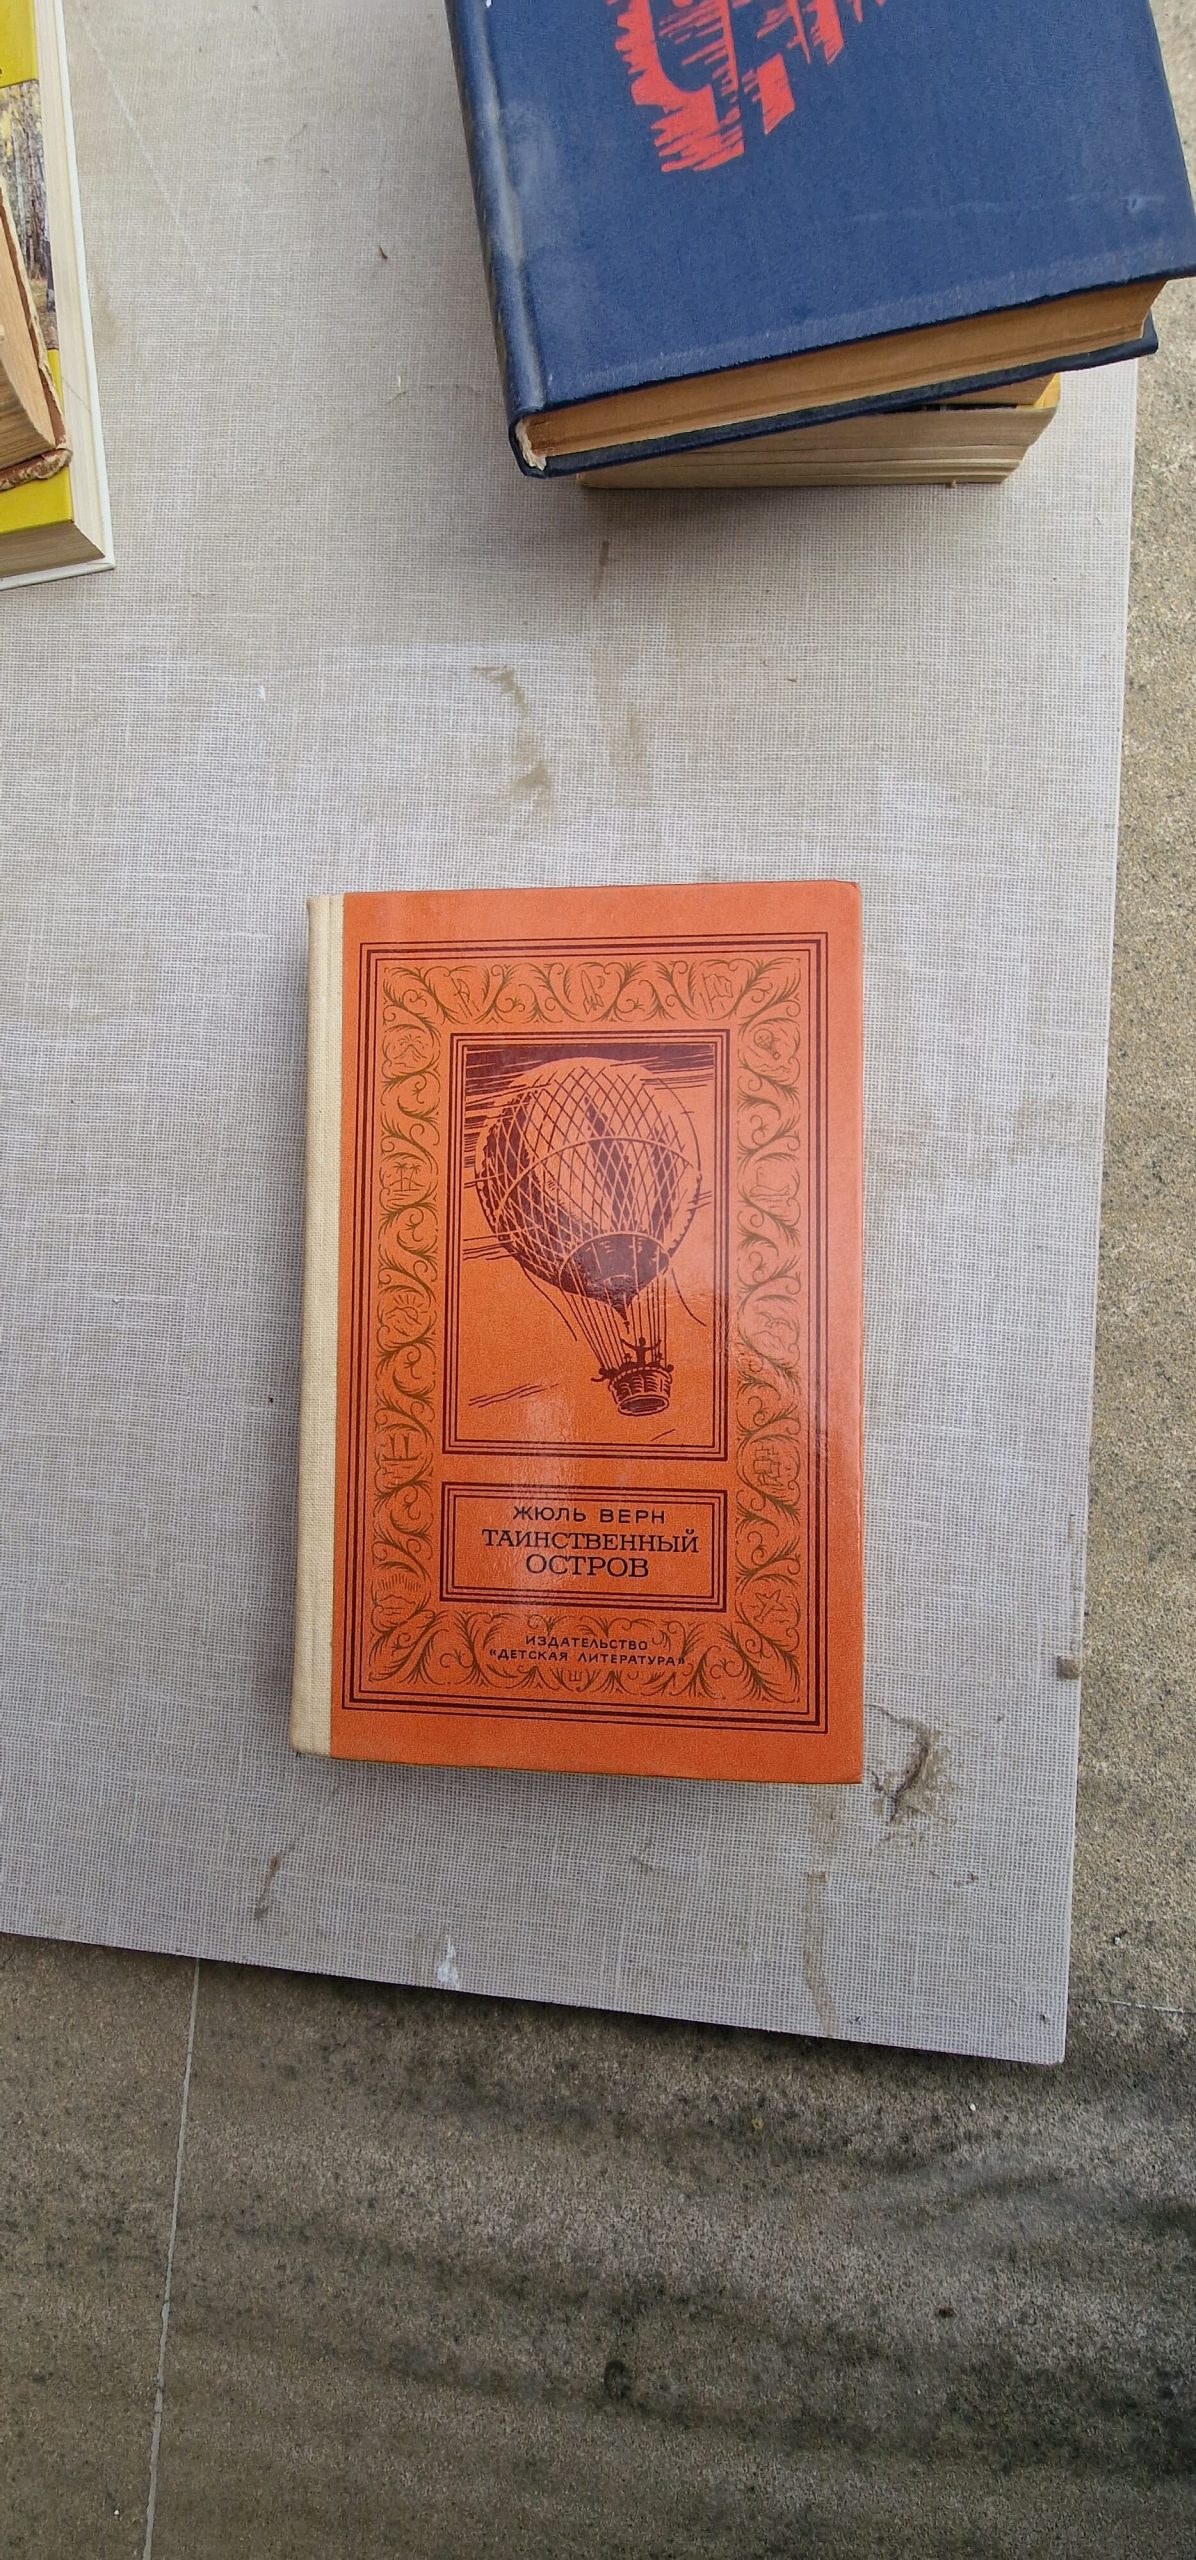 ЖЮЛЬ ВЕРН
ТАИНСТВЕННЫЙ
ОСТРОВ
ИЗДАТЕЛЬСТВО
«ДЕТСКАЯ ЛИТЕРАТУРА»